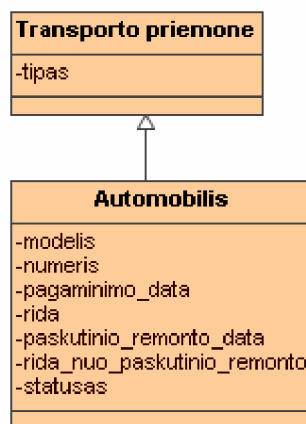 Transporto priemone
-tipas
Automobilis
-modelis
-numeris
-pagaminimo_data
-rida
-paskutinio_remonto_data
-rida_nuo_paskutinio_remonto
-statusas